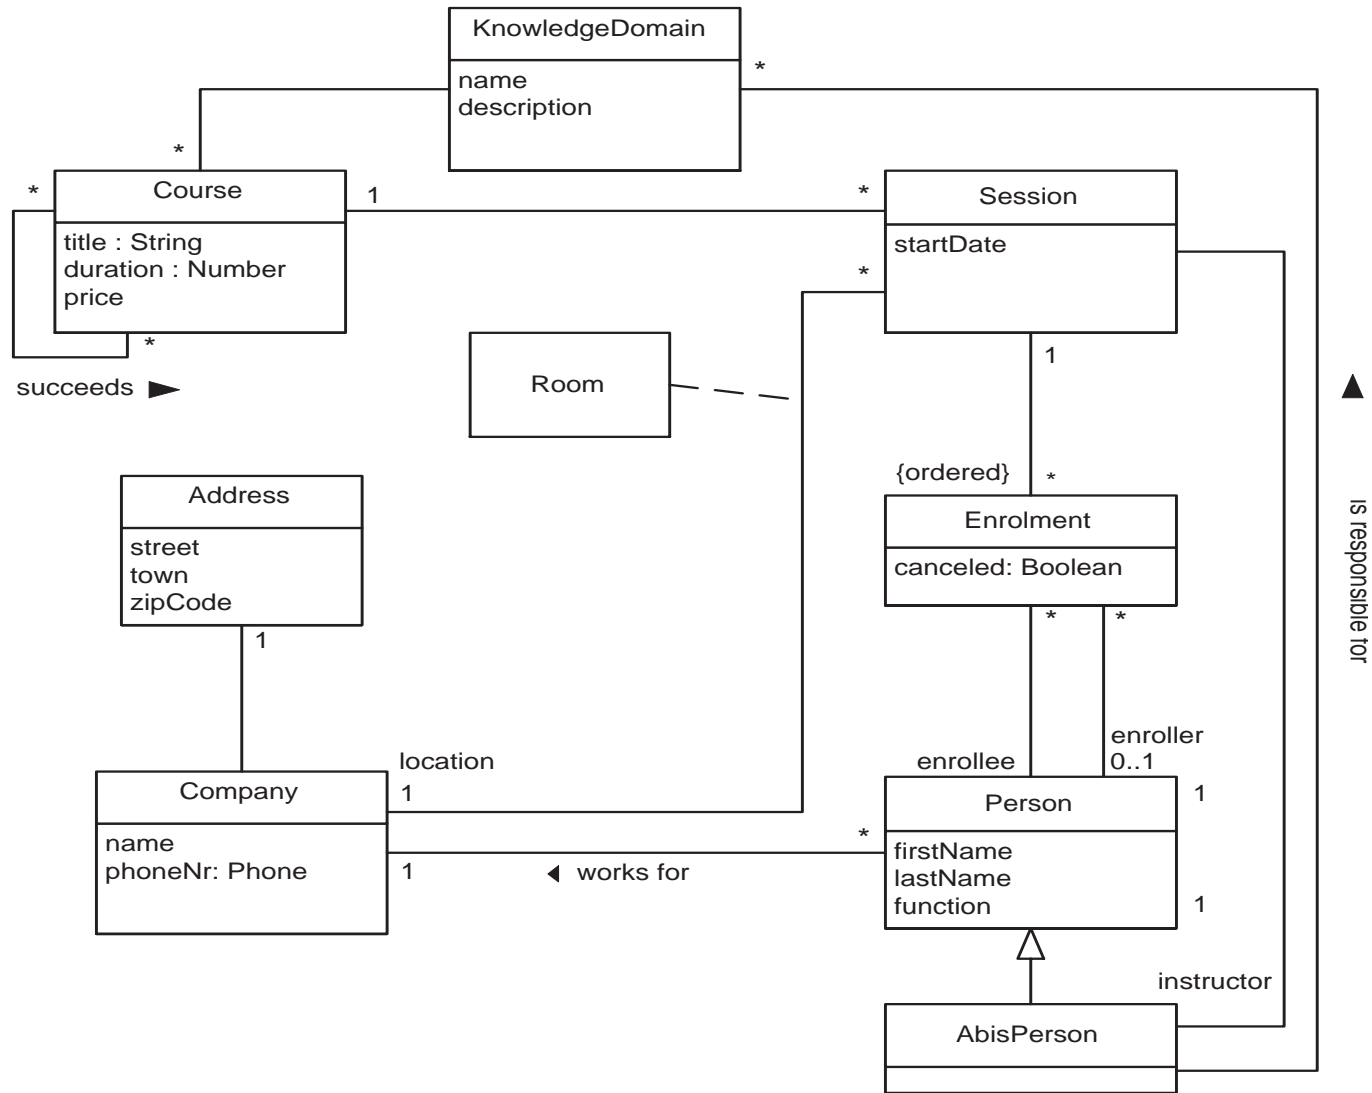 KnowledgeDomain
name
description
*
*
*
Course
title : String
duration : Number
price
*
succeeds ►
1
*
Session
startDate
*
1
Room
▲
is responsible for
{ordered}
*
Enrolment
canceled: Boolean
*
*
Address
street
town
zipCode
1
location
1
Company
name
phoneNr: Phone
1
◄ works for
*
enrollee
enroller
0..1
Person
firstName
lastName
function
1
1
instructor
AbisPerson